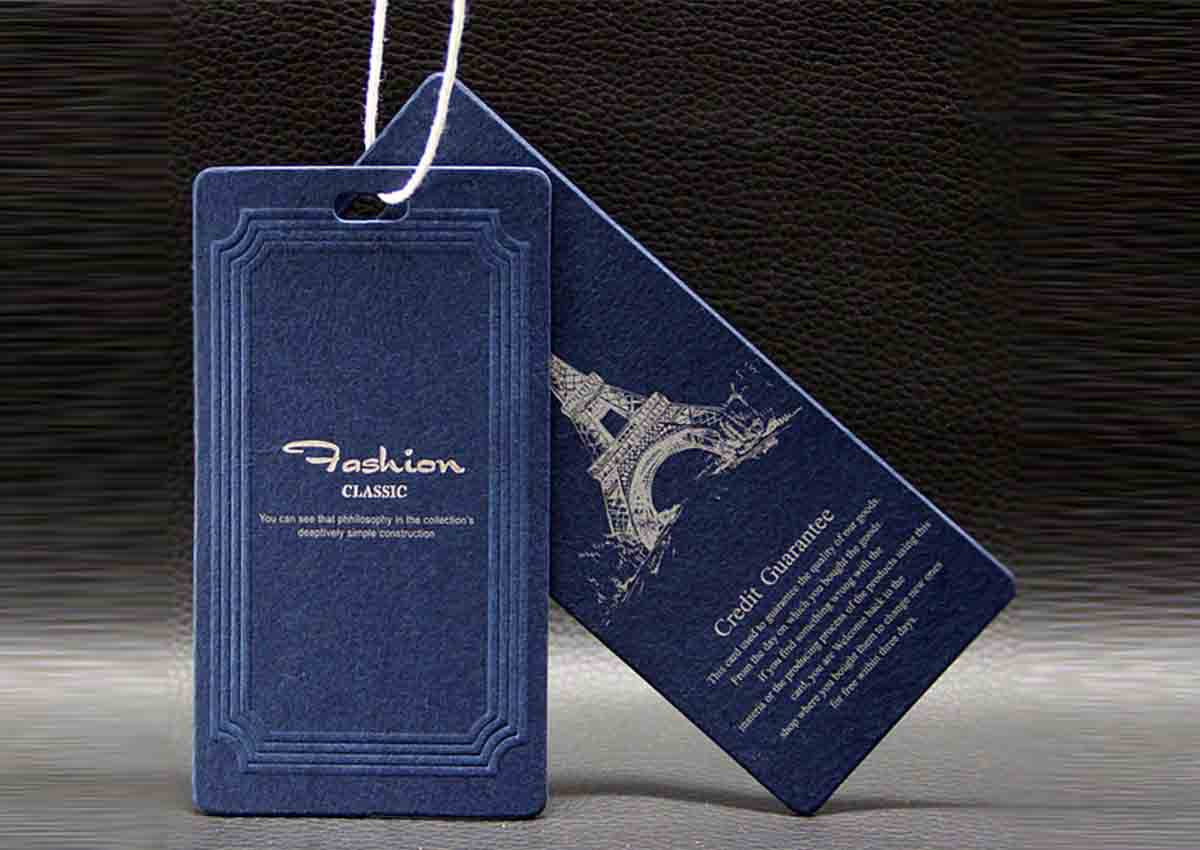 Fashion
CLASSIC
You can see that phhilosophy in the collection's
deaptively simple construction
Credit Guarantee
This card used to guarantee the quality of our goods.
From the day on which you bought the goods.
if you find something wrong with the
materia or the producing process of the products using this
card, you are Welcome back to the
shop where you bought them to change new ones
for free within three days.